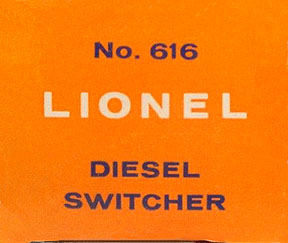 No. 616
LIONEL
DIESEL
SWITCHER